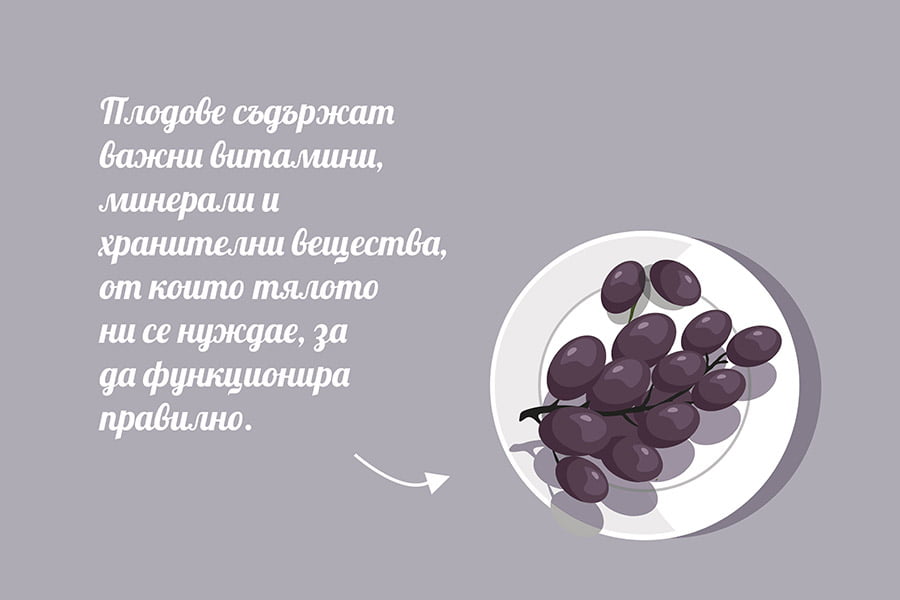 Плодове съдържат
важни витамини,
минерали и
хранителни вещества,
от които тялото
ни се нуждае, за
да функционира
правилно.